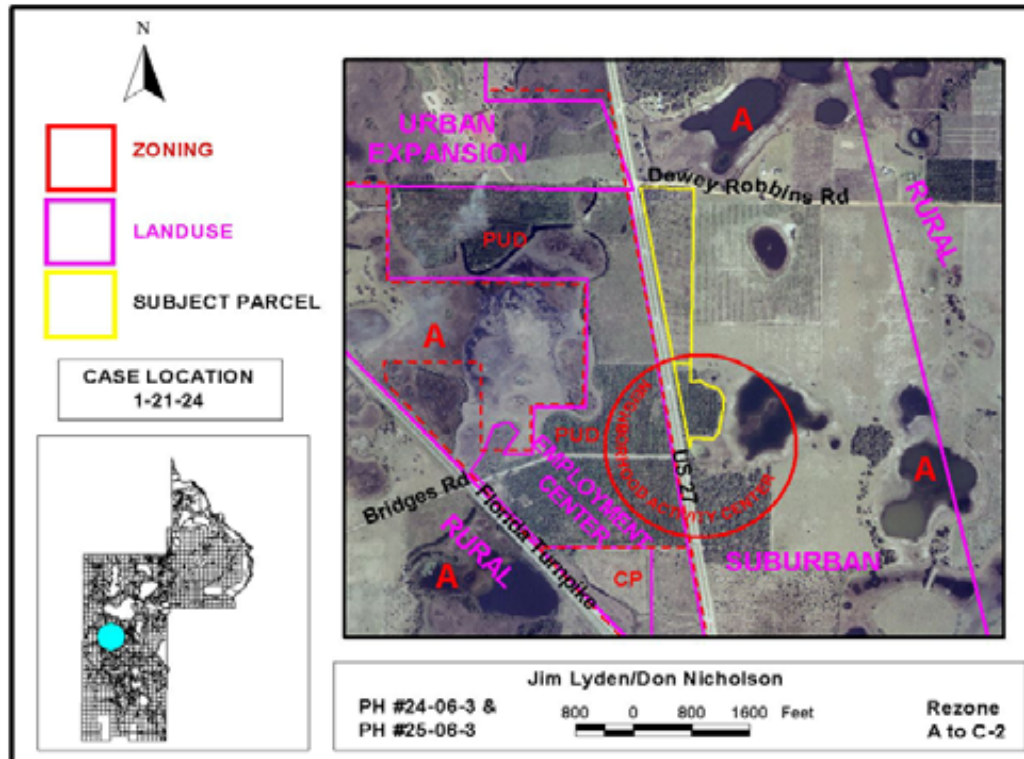 N
ZONING
LANDUSE
SUBJECT PARCEL
CASE LOCATION
1-21-24
URBAN
EXPANSION
A
Dewey Robbins Rd
RURAL
PUD
A
PUD
NEIGHBORHOOD ACTIVITY CENTER
US 27
EMPLOYMENT
CENTER
Bridges Rd
Florida Turnpike
RURAL
A
CP
SUBURBAN
A
Jim Lyden/Don Nicholson
PH #24-06-3 &
PH #25-06-3
800 0 800 1600 Feet
Rezone
A to C-2